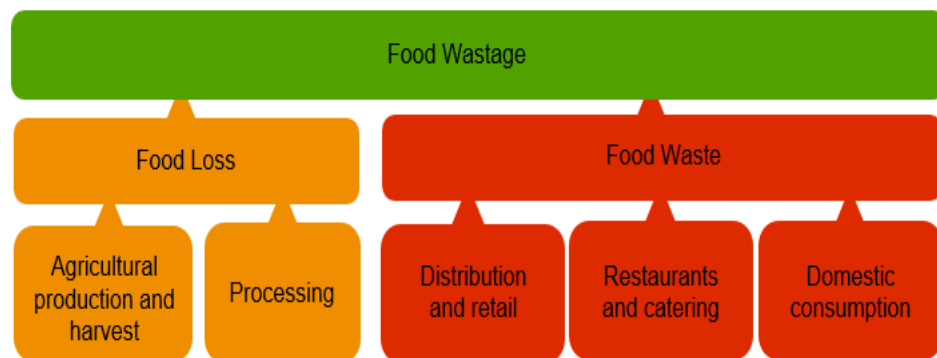 Food Wastage
Food Loss
Food Waste
Agricultural
production and
harvest
Processing
Distribution
and retail
Restaurants
and catering
Domestic
consumption